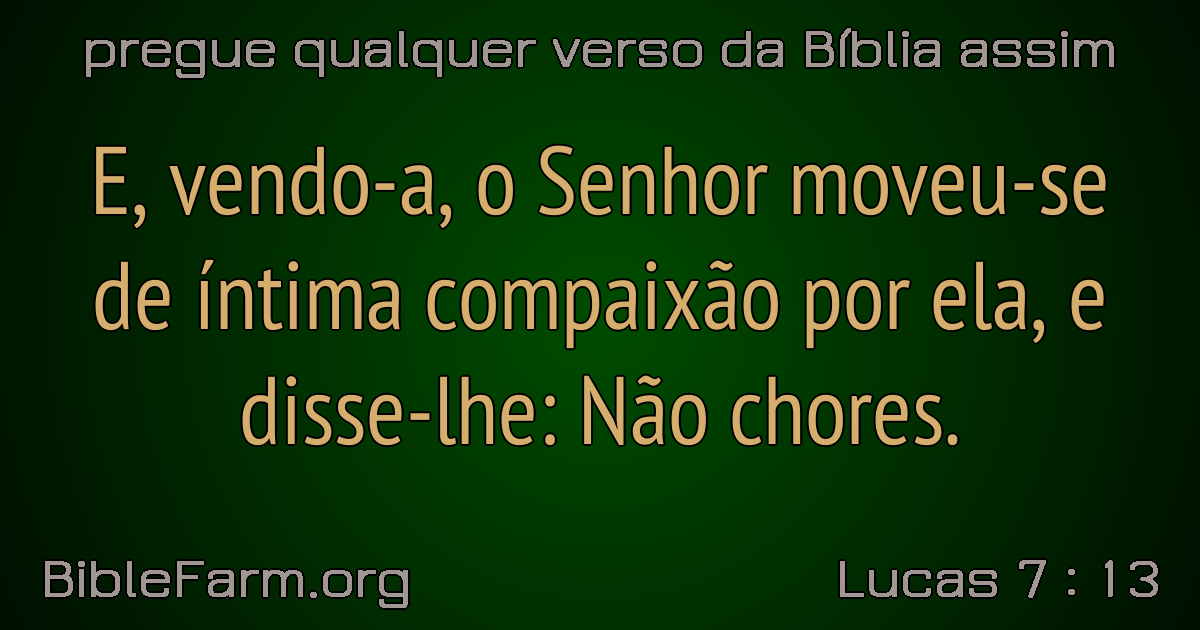 pregue qualquer verso da Bíblia assim
E, vendo-a, o Senhor moveu-se
de íntima compaixão por ela, e
disse-lhe: Não chores.
BibleFarm.org
Lucas 7 : 13